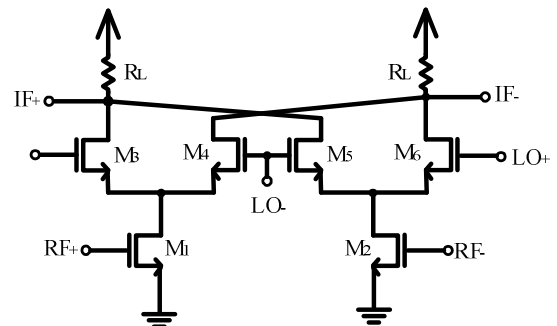 RL RL
IF+ IF-
M3 M4 M5 M6
LO+
LO-
RF+ M1 M2 RF-